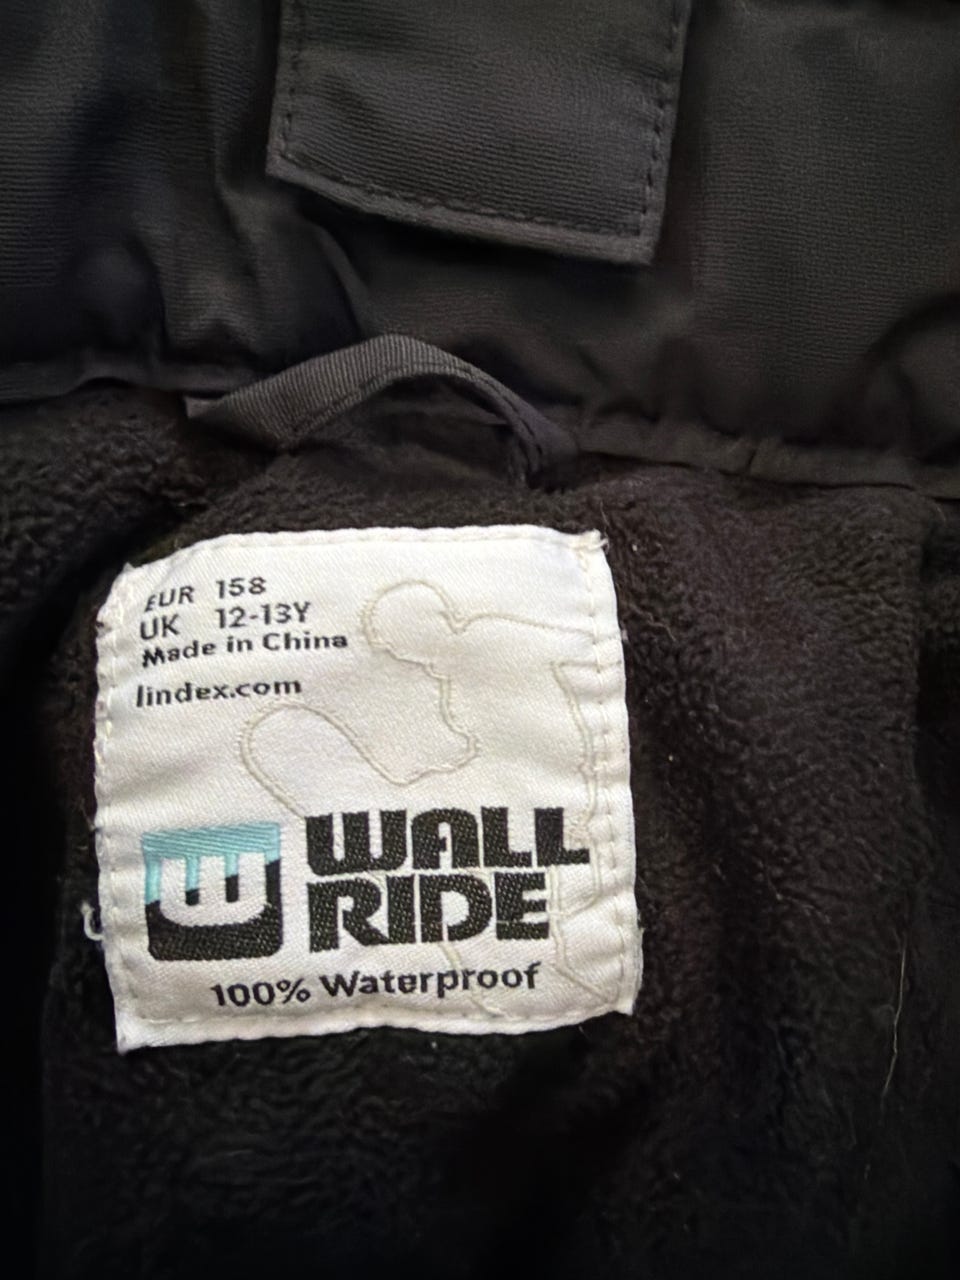 EUR 158
UK 12-13Y
Made in China
lindex.com
W WALL
RIDE
100% Waterproof